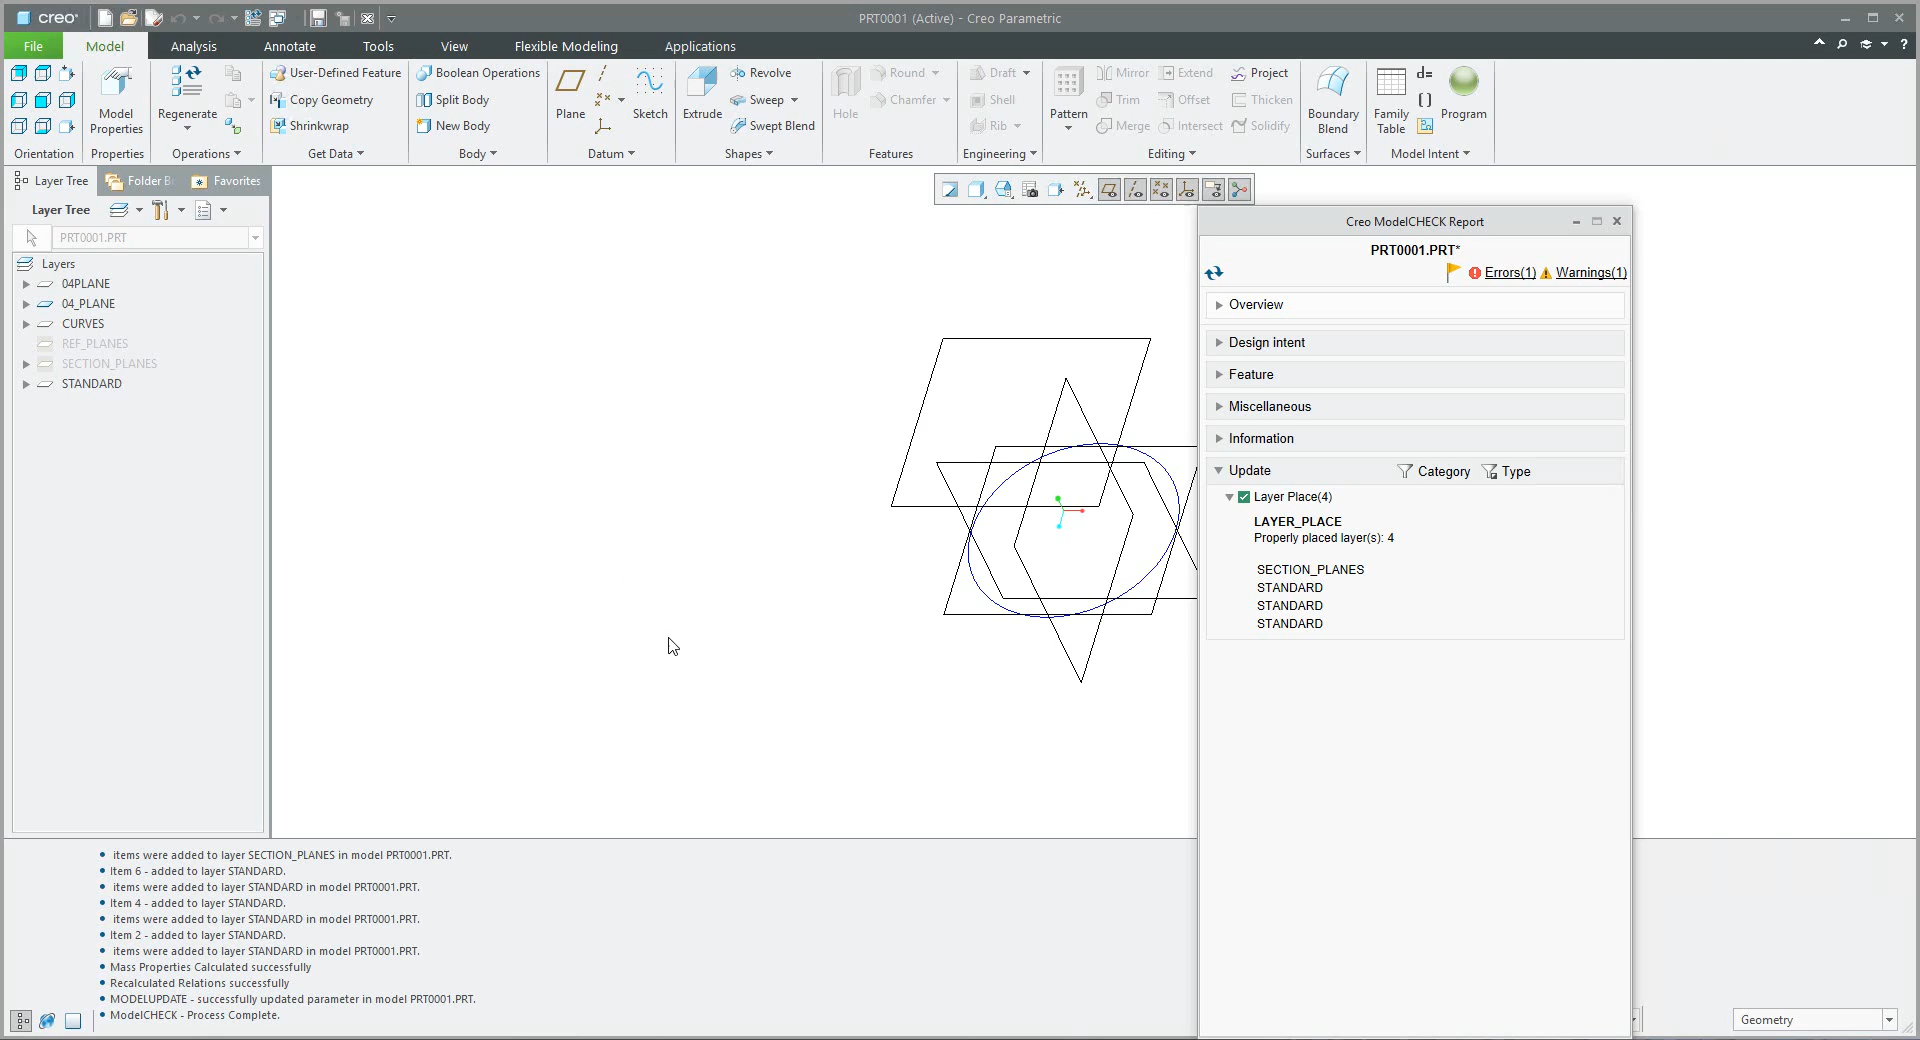 creo®
PRT0001 (Active) - Creo Parametric
File Model Analysis Annotate Tools View Flexible Modeling Applications
Model Properties
Regenerate
User-Defined Feature
Copy Geometry
Shrinkwrap
Boolean Operations
Split Body
New Body
Plane
Sketch
Extrude
Revolve
Sweep
Swept Blend
Hole
Round
Chamfer
Draft
Shell
Rib
Pattern
Mirror
Trim
Merge
Extend
Offset
Intersect
Project
Thicken
Solidify
Boundary Blend
Family Table
d=
[]
Program
Orientation Properties Operations Get Data Body Datum Shapes Features Engineering Editing Surfaces Model Intent
Layer Tree Folder B Favorites
Layer Tree
PRT0001.PRT
Layers
04PLANE
04_PLANE
CURVES
REF_PLANES
SECTION_PLANES
STANDARD
Creo ModelCHECK Report
PRT0001.PRT*
Errors(1) Warnings(1)
Overview
Design intent
Feature
Miscellaneous
Information
Update Category Type
Layer Place(4)
LAYER_PLACE
Properly placed layer(s): 4
SECTION_PLANES
STANDARD
STANDARD
STANDARD
items were added to layer SECTION_PLANES in model PRT0001.PRT.
Item 6 - added to layer STANDARD.
items were added to layer STANDARD in model PRT0001.PRT.
Item 4 - added to layer STANDARD.
items were added to layer STANDARD in model PRT0001.PRT.
Item 2 - added to layer STANDARD.
items were added to layer STANDARD in model PRT0001.PRT.
Mass Properties Calculated successfully
Recalculated Relations successfully
MODELUPDATE - successfully updated parameter in model PRT0001.PRT.
ModelCHECK - Process Complete.
Geometry